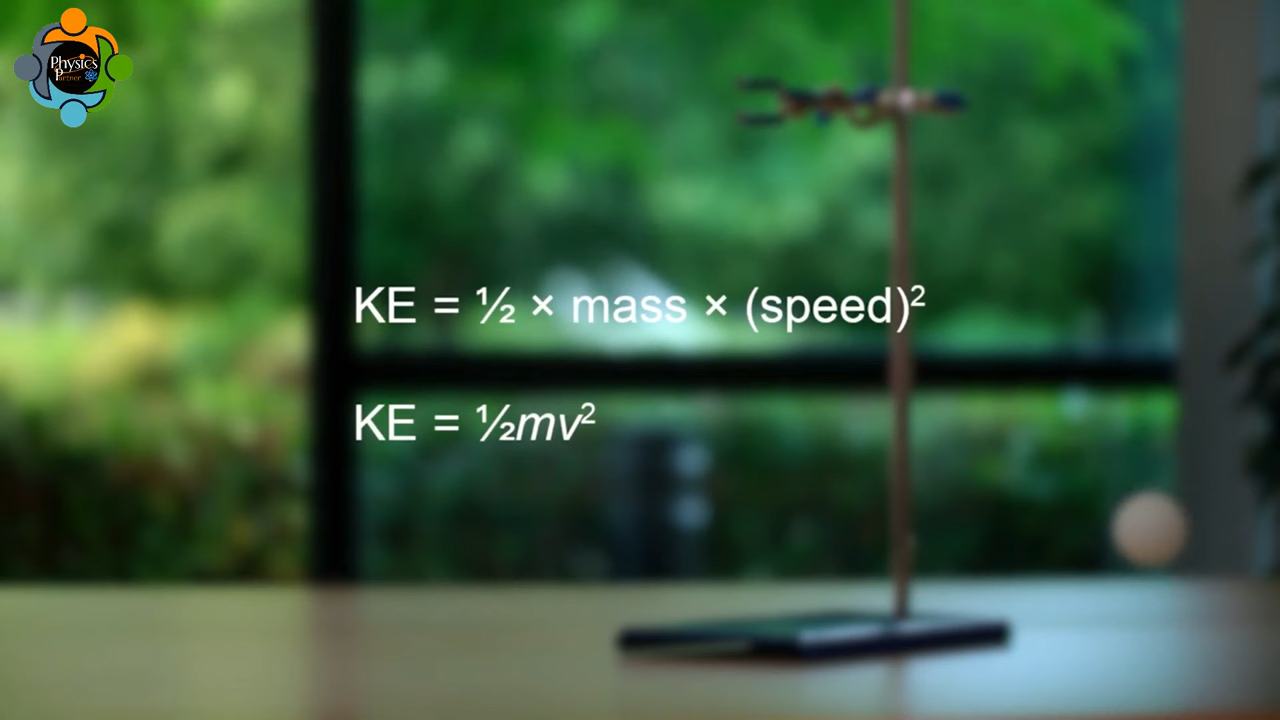 Physics
Partner
KE = ½ × mass × (speed)²
KE = ½mv²